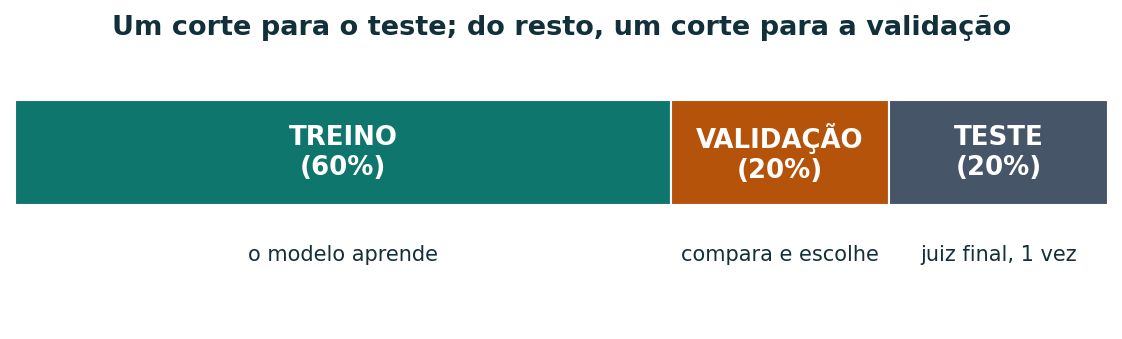 Um corte para o teste; do resto, um corte para a validação
TREINO
(60%)
VALIDAÇÃO
(20%)
TESTE
(20%)
o modelo aprende
compara e escolhe
juiz final, 1 vez